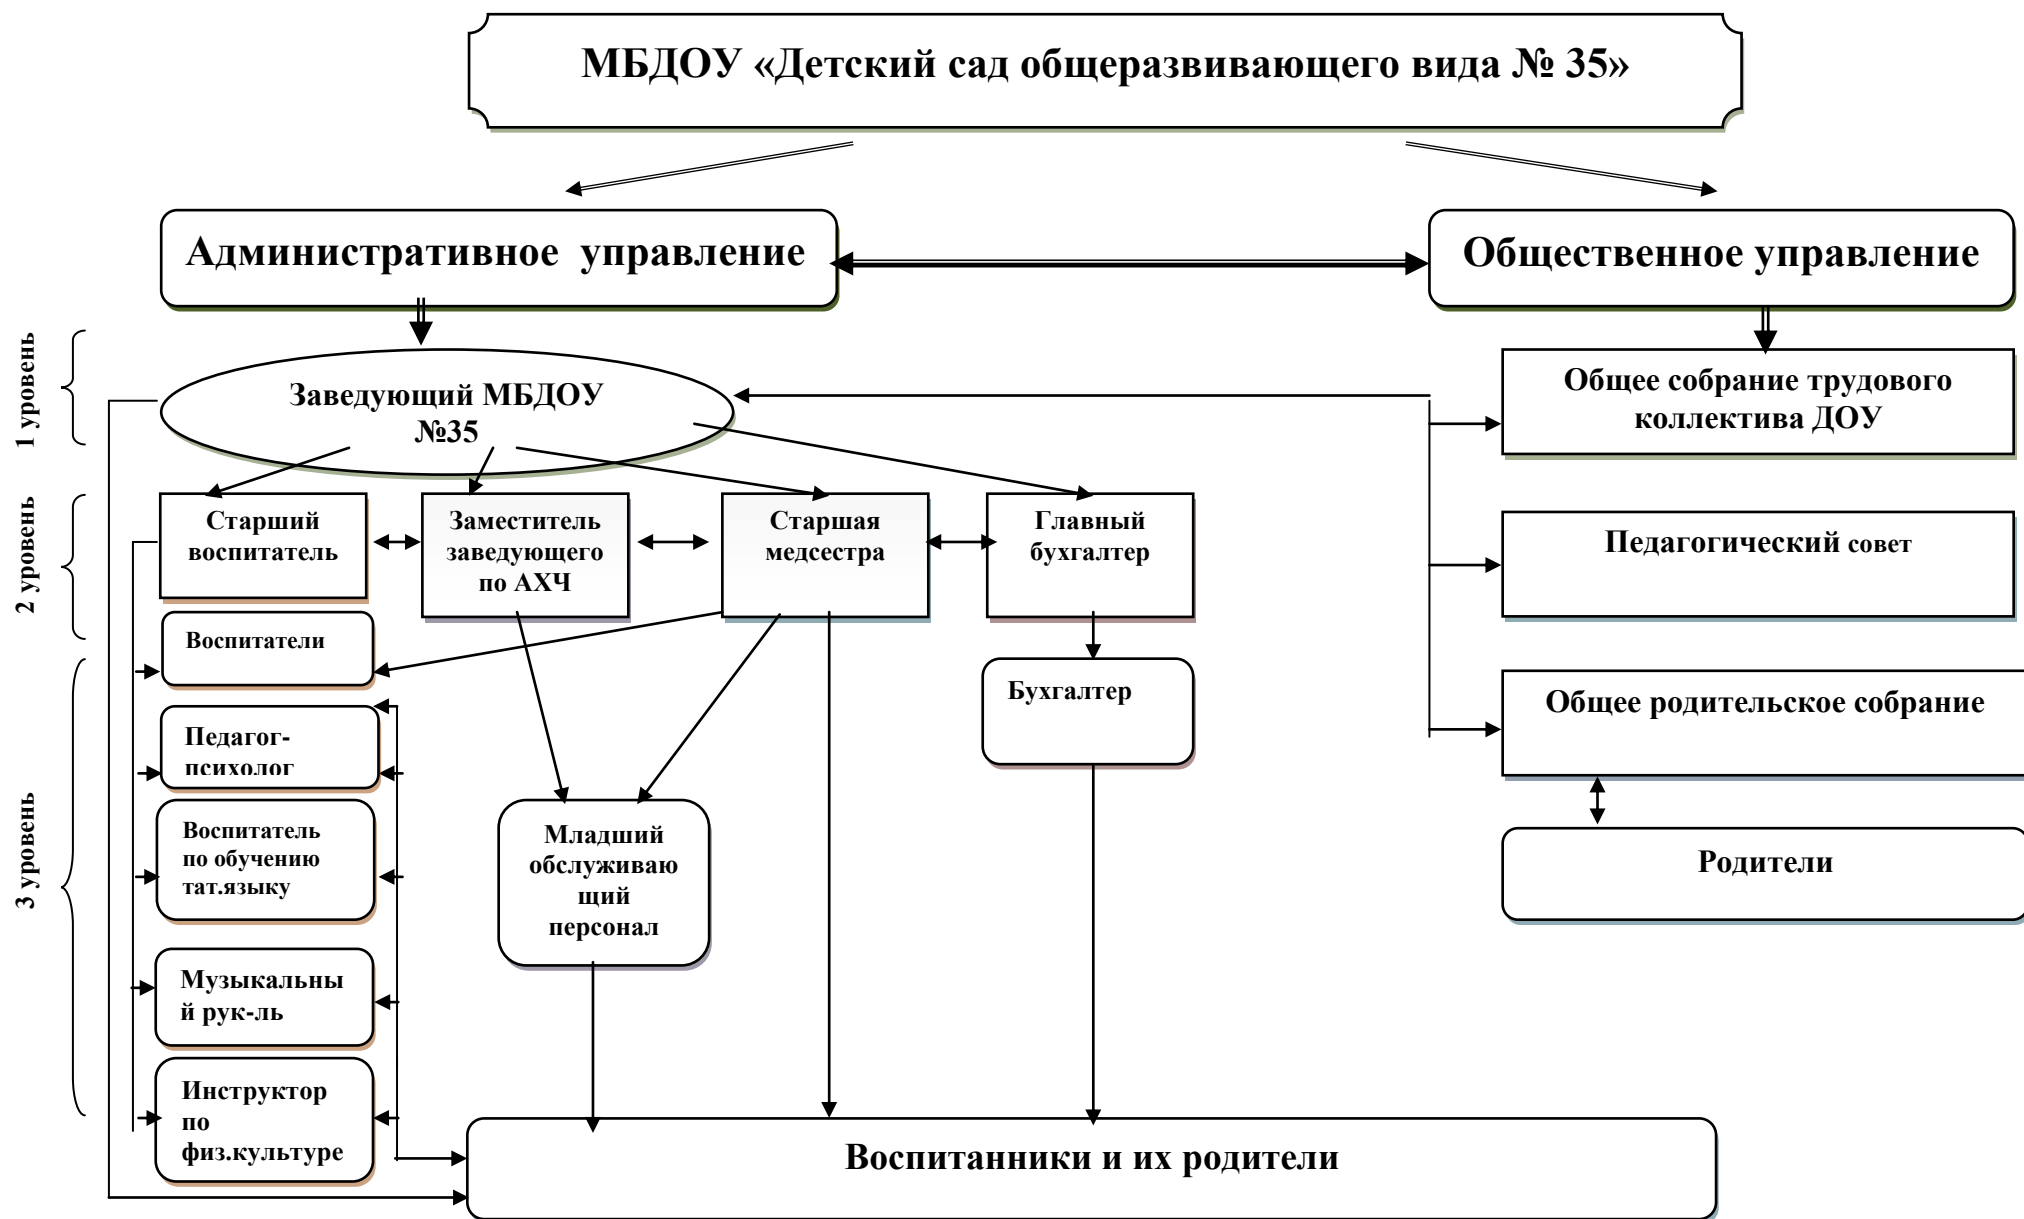 МБДОУ «Детский сад общеразвивающего вида № 35»
Административное управление
Общественное управление
1 уровень
Заведующий МБДОУ
№35
Общее собрание трудового
коллектива ДОУ
2 уровень
Старший
воспитатель
Заместитель
заведующего
по АХЧ
Старшая
медсестра
Главный
бухгалтер
Педагогический совет
3 уровень
Воспитатели
Педагог-
психолог
Воспитатель
по обучению
тат.языку
Музыкальны
й рук-ль
Инструктор
по
физ.культуре
Младший
обслуживаю
щий
персонал
Бухгалтер
Общее родительское собрание
Родители
Воспитанники и их родители